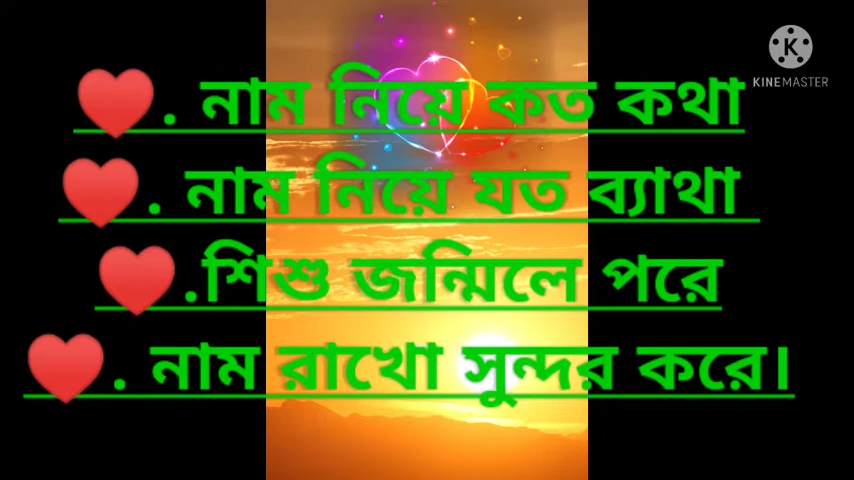 ♥. নাম নিয়ে কত কথা
♥. নাম নিয়ে যত ব্যাথা
♥.শিশু জন্মিলে পরে
♥. নাম রাখো সুন্দর করে।
K
KINEMASTER